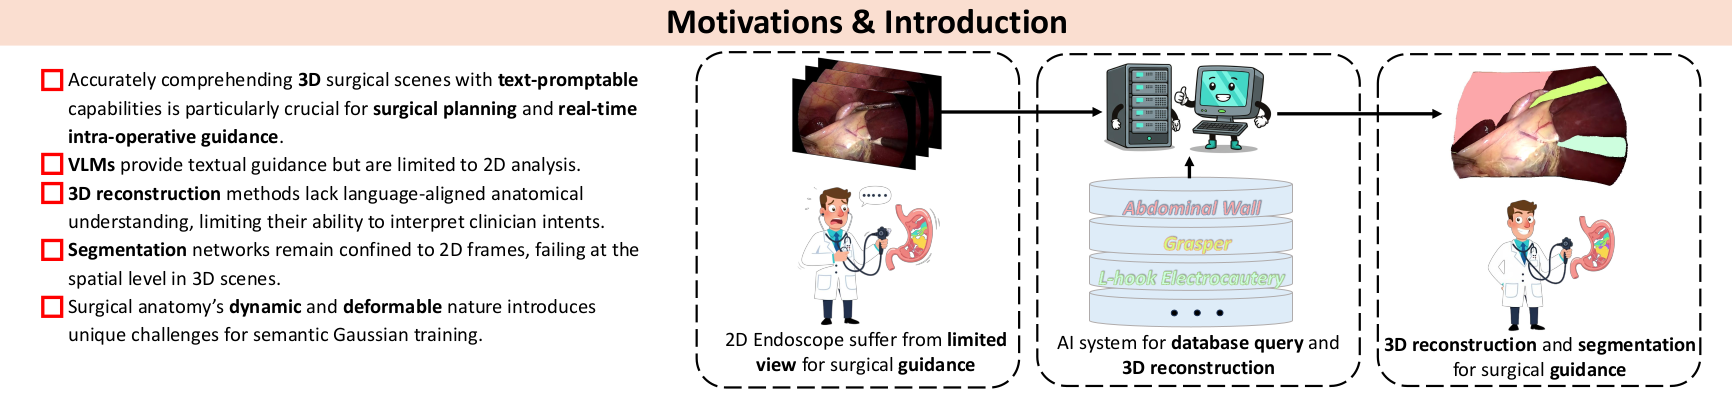 Motivations & Introduction
Accurately comprehending 3D surgical scenes with text-promptable
capabilities is particularly crucial for surgical planning and real-time
intra-operative guidance.
VLMs provide textual guidance but are limited to 2D analysis.
3D reconstruction methods lack language-aligned anatomical
understanding, limiting their ability to interpret clinician intents.
Segmentation networks remain confined to 2D frames, failing at the
spatial level in 3D scenes.
Surgical anatomy's dynamic and deformable nature introduces
unique challenges for semantic Gaussian training.
2D Endoscope suffer from limited
view for surgical guidance
Abdominal Wall
Grasper
L-hook Electrocautery
• • •
AI system for database query and
3D reconstruction
3D reconstruction and segmentation
for surgical guidance